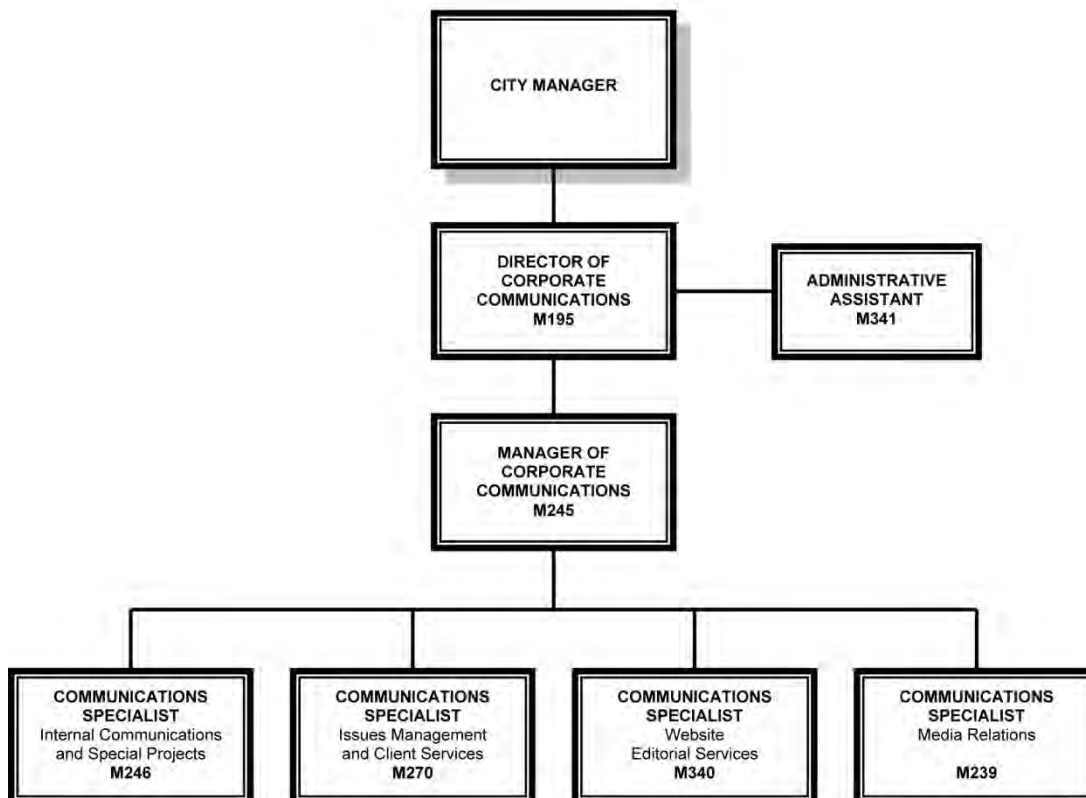 CITY MANAGER
DIRECTOR OF
CORPORATE
COMMUNICATIONS
M195
ADMINISTRATIVE
ASSISTANT
M341
MANAGER OF
CORPORATE
COMMUNICATIONS
M245
COMMUNICATIONS
SPECIALIST
Internal Communications
and Special Projects
M246
COMMUNICATIONS
SPECIALIST
Issues Management
and Client Services
M270
COMMUNICATIONS
SPECIALIST
Website
Editorial Services
M340
COMMUNICATIONS
SPECIALIST
Media Relations
M239